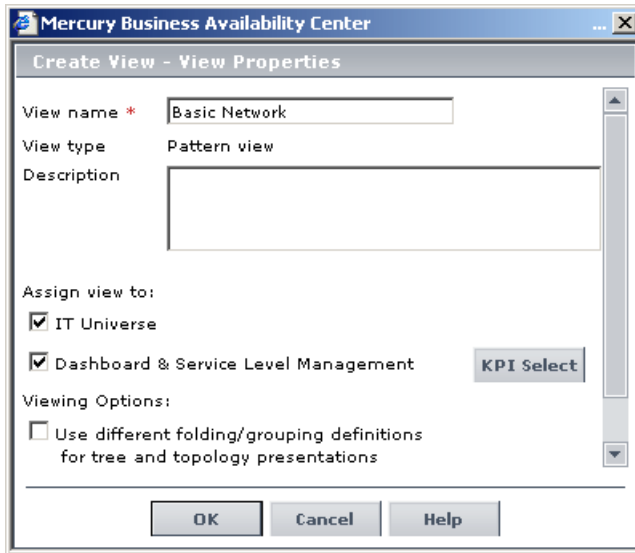 Mercury Business Availability Center ...
Create View - View Properties
View name * Basic Network
View type Pattern view
Description
Assign view to:
IT Universe
Dashboard & Service Level Management KPI Select
Viewing Options:
Use different folding/grouping definitions
for tree and topology presentations
OK Cancel Help